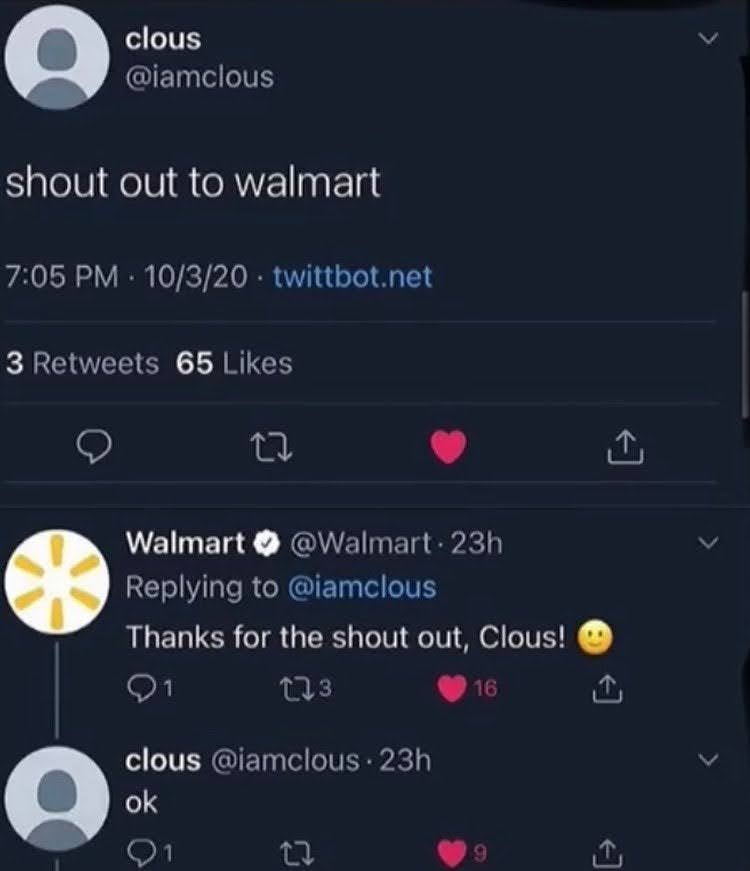 clous
@iamclous
shout out to walmart
7:05 PM · 10/3/20 · twittbot.net
3 Retweets 65 Likes
Walmart @Walmart · 23h
Replying to @iamclous
Thanks for the shout out, Clous! 🙂
1 3 16
clous @iamclous · 23h
ok
1 9